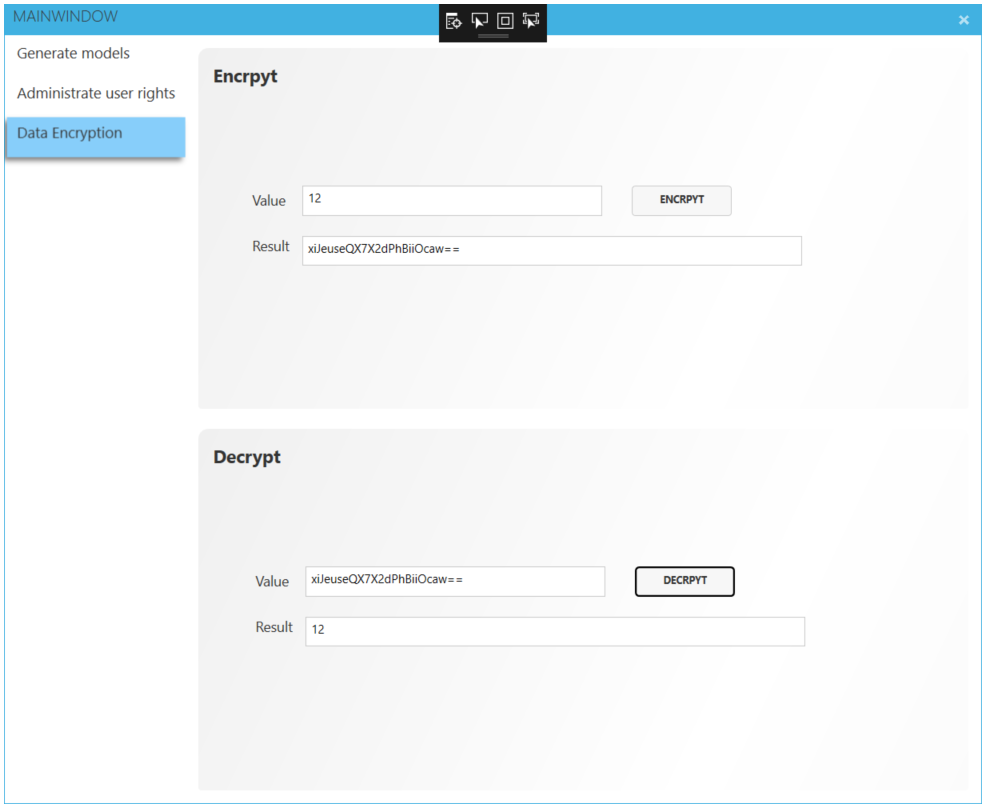 MAINWINDOW
Generate models
Administrate user rights
Data Encryption
Encrpyt
Value 12 ENCRPYT
Result xiJeuseQX7X2dPhBiiOcaw==
Decrypt
Value xiJeuseQX7X2dPhBiiOcaw== DECRPYT
Result 12